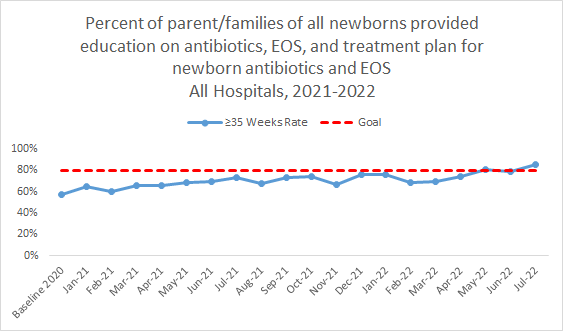 Percent of parent/families of all newborns provided
education on antibiotics, EOS, and treatment plan for
newborn antibiotics and EOS
All Hospitals, 2021-2022
≥35 Weeks Rate
Goal
100%
80%
60%
40%
20%
0%
Baseline 2020
Jan-21
Feb-21
Mar-21
Apr-21
May-21
Jun-21
Jul-21
Aug-21
Sep-21
Oct-21
Nov-21
Dec-21
Jan-22
Feb-22
Mar-22
Apr-22
May-22
Jun-22
Jul-22